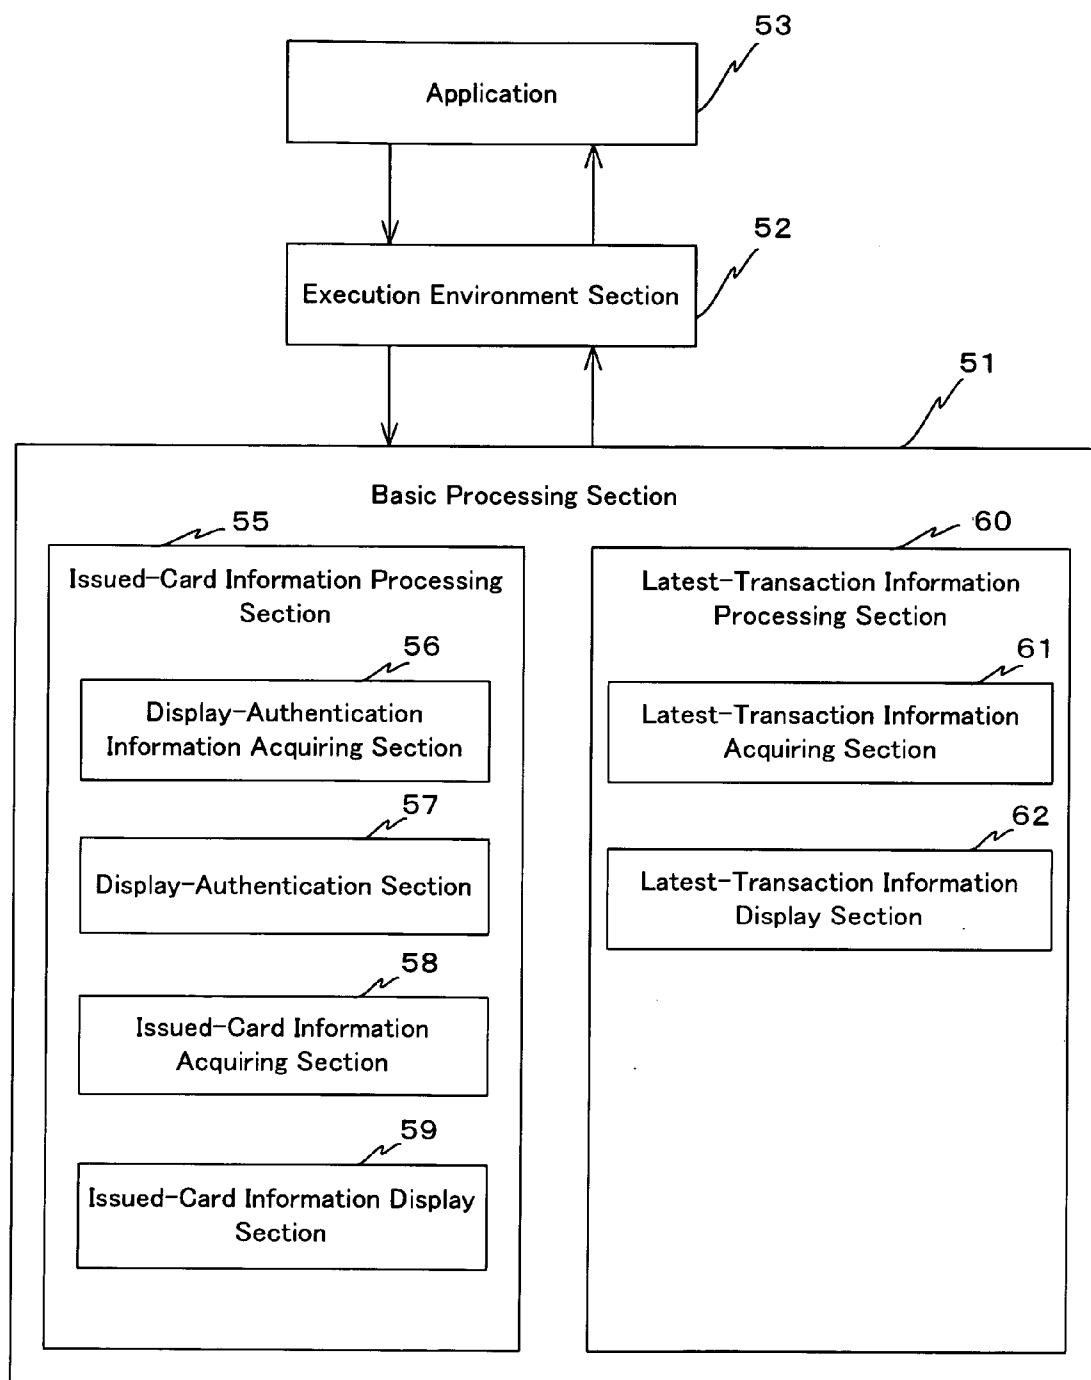 53
Application
52
Execution Environment Section
51
Basic Processing Section
55
Issued-Card Information Processing
Section
56
Display-Authentication
Information Acquiring Section
57
Display-Authentication Section
58
Issued-Card Information
Acquiring Section
59
Issued-Card Information Display
Section
60
Latest-Transaction Information
Processing Section
61
Latest-Transaction Information
Acquiring Section
62
Latest-Transaction Information
Display Section